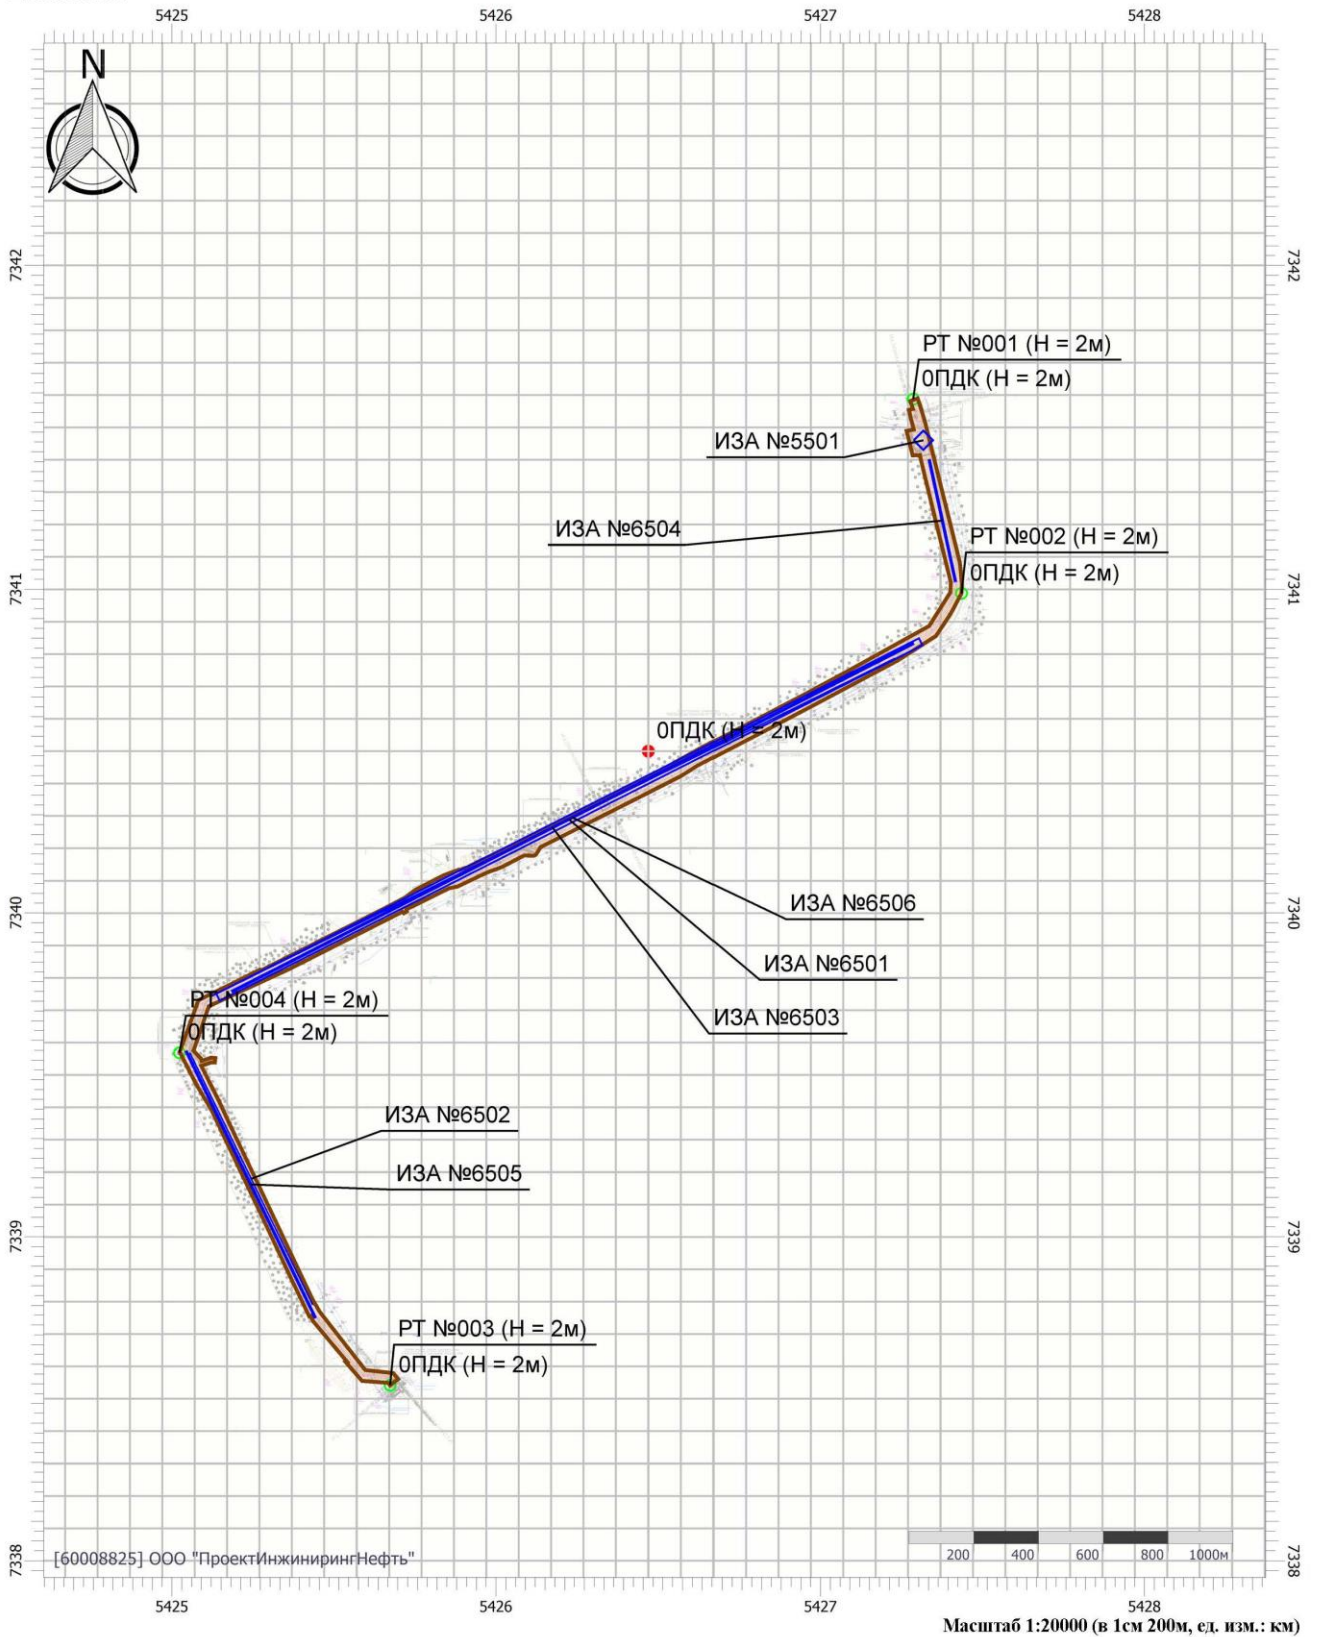 5425 5426 5427 5428
N
7342 7342
РТ №001 (Н = 2м)
0ПДК (Н = 2м)
ИЗА №5501
ИЗА №6504
РТ №002 (Н = 2м)
0ПДК (Н = 2м)
7341 7341
0ПДК (Н = 2м)
ИЗА №6506
7340 7340
ИЗА №6501
РТ №004 (Н = 2м)
ИЗА №6503
0ПДК (Н = 2м)
ИЗА №6502
ИЗА №6505
7339 7339
РТ №003 (Н = 2м)
0ПДК (Н = 2м)
[60008825] ООО "ПроектИнжинирингНефть"
200 400 600 800 1000м
7338 7338
5425 5426 5427 5428
Масштаб 1:20000 (в 1см 200м, ед. изм.: км)